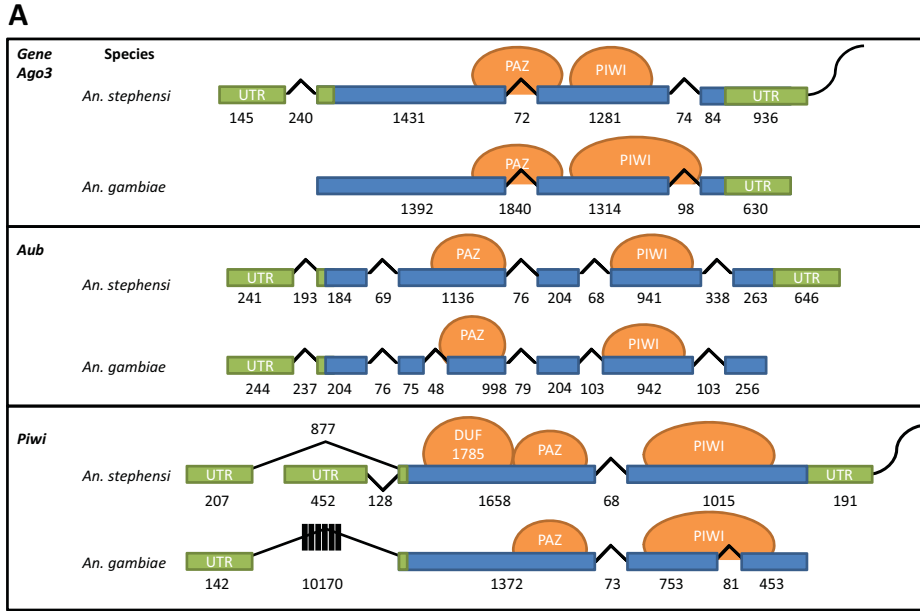 A
Gene Species
Ago3
PAZ PIWI
An. stephensi UTR UTR
145 240 1431 72 1281 74 84 936
PAZ PIWI
An. gambiae UTR
1392 1840 1314 98 630
Aub
PAZ PIWI
An. stephensi UTR UTR
241 193 184 69 1136 76 204 68 941 338 263 646
PAZ PIWI
An. gambiae UTR
244 237 204 76 75 48 998 79 204 103 942 103 256
Piwi
877
DUF
1785 PAZ PIWI
An. stephensi UTR UTR UTR
207 452 128 1658 68 1015 191
PAZ PIWI
An. gambiae UTR
142 10170 1372 73 753 81 453